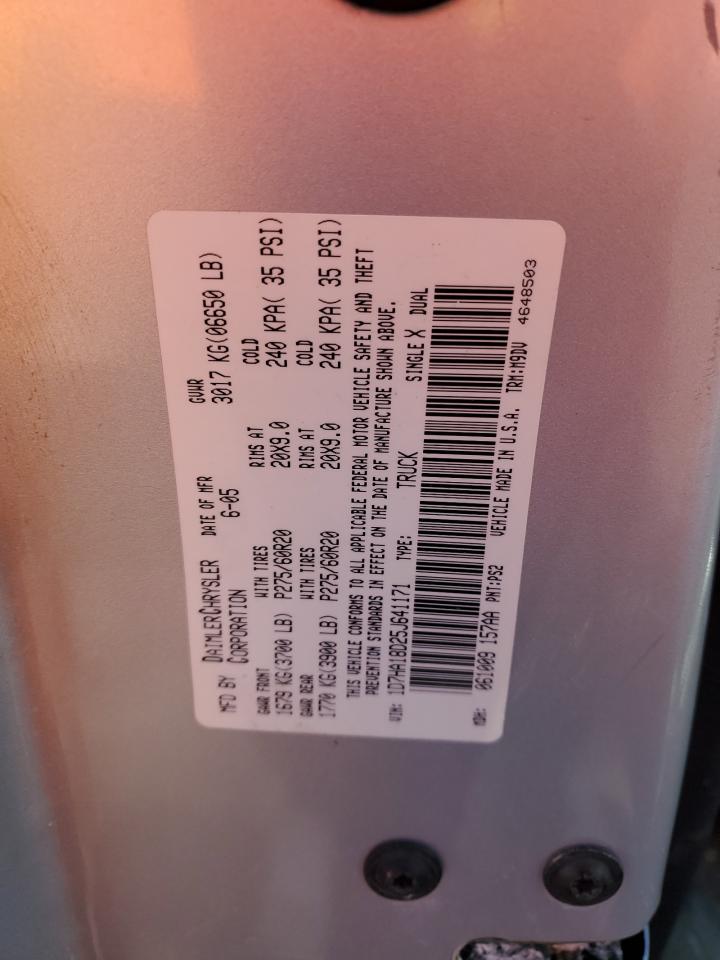 MFD BY DAIMLERCHRYSLER CORPORATION DATE OF MFR 6-05 GVWR 3017 KG(06650 LB)
GAWR FRONT WITH TIRES RIMS AT COLD
1679 KG(3700 LB) P275/60R20 20X9.0 240 KPA( 35 PSI)
GAWR REAR WITH TIRES RIMS AT COLD
1770 KG(3900 LB) P275/60R20 20X9.0 240 KPA( 35 PSI)
THIS VEHICLE CONFORMS TO ALL APPLICABLE FEDERAL MOTOR VEHICLE SAFETY AND THEFT
PREVENTION STANDARDS IN EFFECT ON THE DATE OF MANUFACTURE SHOWN ABOVE.
VIN: 1D7HA18D25J641171 TYPE: TRUCK SINGLE X DUAL
MDH: 061009 157AA PNT:PS2 VEHICLE MADE IN U.S.A. TRM:M9DV
4648503